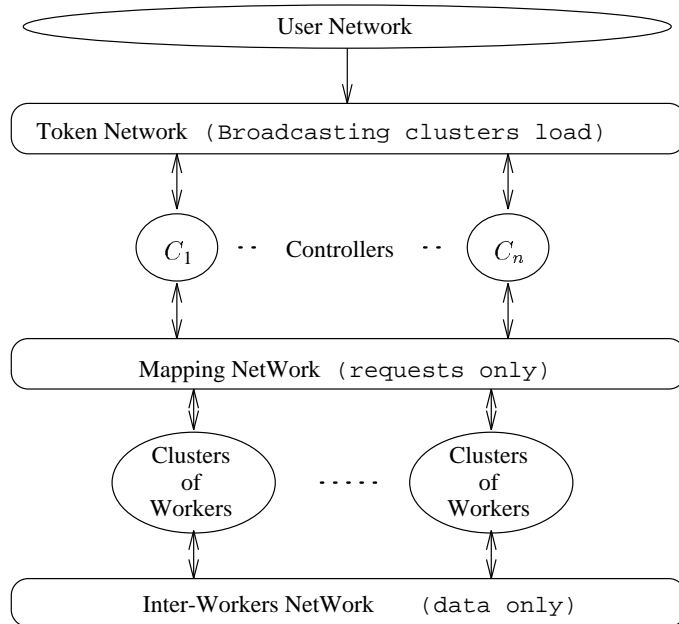 User Network
Token Network (Broadcasting clusters load)
C1 .. Controllers .. Cn
Mapping NetWork (requests only)
Clusters
of
Workers
.....
Clusters
of
Workers
Inter-Workers NetWork (data only)